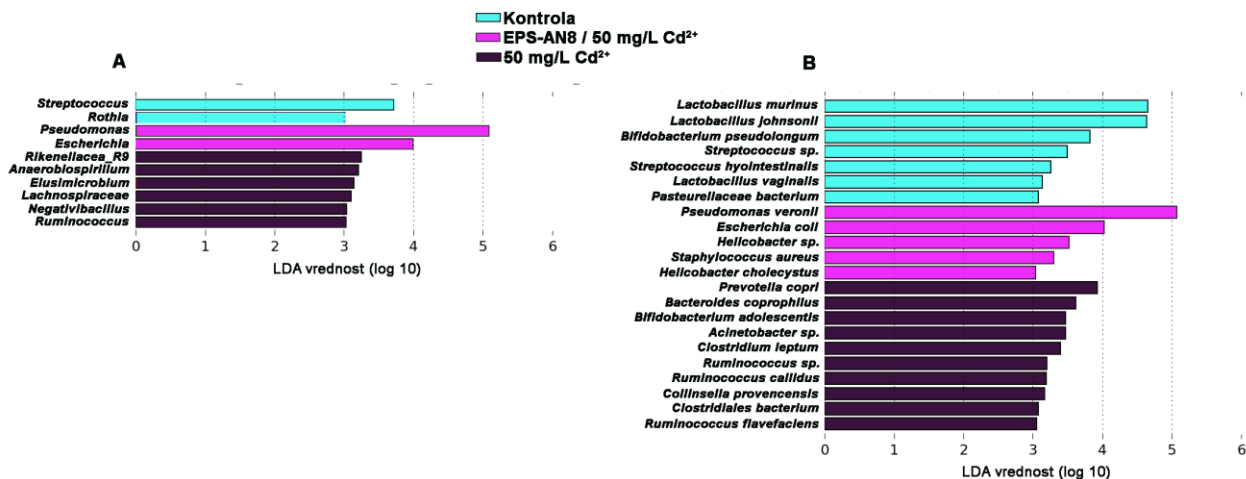 Kontrola
EPS-AN8 / 50 mg/L Cd²⁺
50 mg/L Cd²⁺
A
Streptococcus
Rothia
Pseudomonas
Escherichia
Rikenellacea_R9
Anaerobiospirilium
Elusimicrobium
Lachnospiraceae
Negativibacillus
Ruminococcus
0 1 2 3 4 5 6
LDA vrednost (log 10)
B
Lactobacillus murinus
Lactobacillus johnsonii
Bifidobacterium pseudolongum
Streptococcus sp.
Streptococcus hyointestinalis
Lactobacillus vaginalis
Pasteurellaceae bacterium
Pseudomonas veronii
Escherichia coli
Helicobacter sp.
Staphylococcus aureus
Helicobacter cholecystus
Prevotella copri
Bacteroides coprophilus
Bifidobacterium adolescentis
Acinetobacter sp.
Clostridium leptum
Ruminococcus sp.
Ruminococcus callidus
Collinsella provencensis
Clostridiales bacterium
Ruminococcus flavefaciens
0 1 2 3 4 5 6
LDA vrednost (log 10)